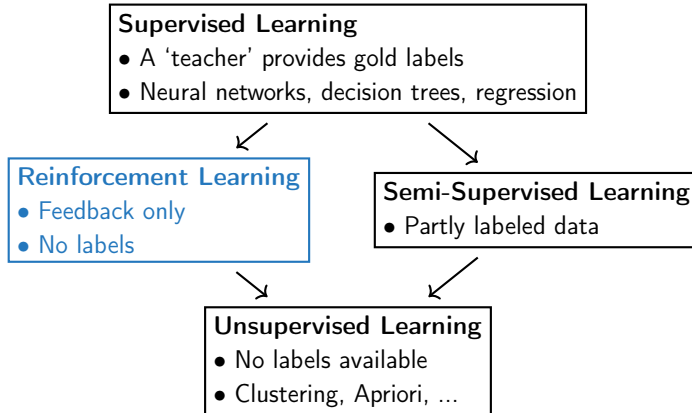 Supervised Learning
• A ‘teacher’ provides gold labels
• Neural networks, decision trees, regression
Reinforcement Learning
• Feedback only
• No labels
Semi-Supervised Learning
• Partly labeled data
Unsupervised Learning
• No labels available
• Clustering, Apriori, ...